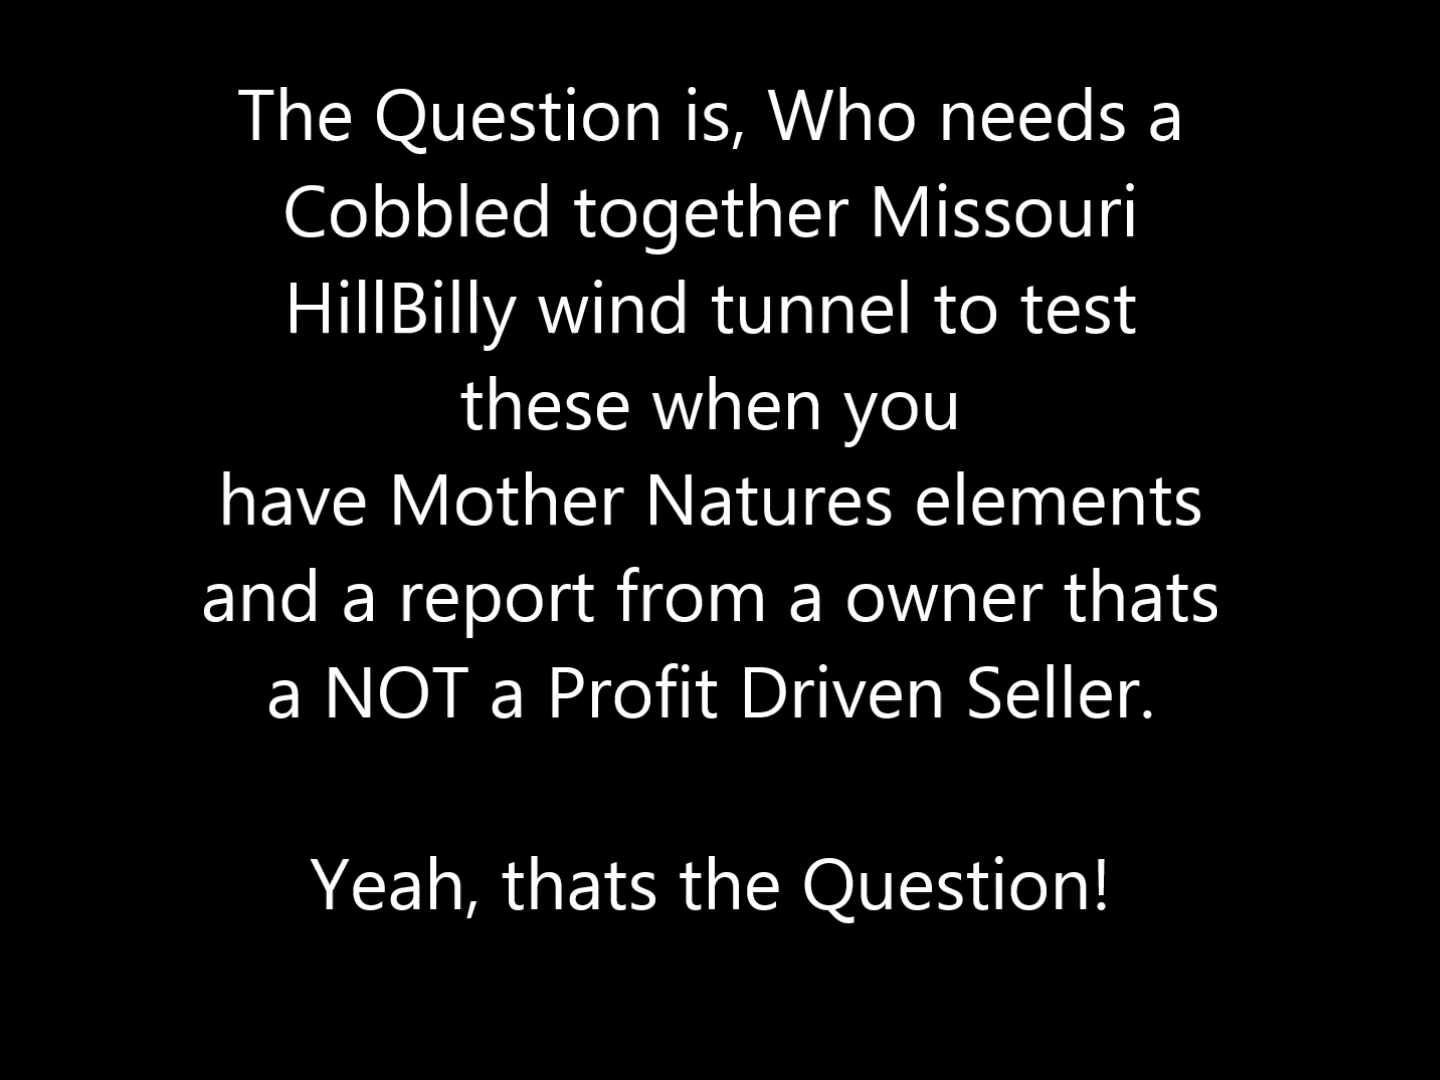 The Question is, Who needs a
Cobbled together Missouri
HillBilly wind tunnel to test
these when you
have Mother Natures elements
and a report from a owner thats
a NOT a Profit Driven Seller.
Yeah, thats the Question!